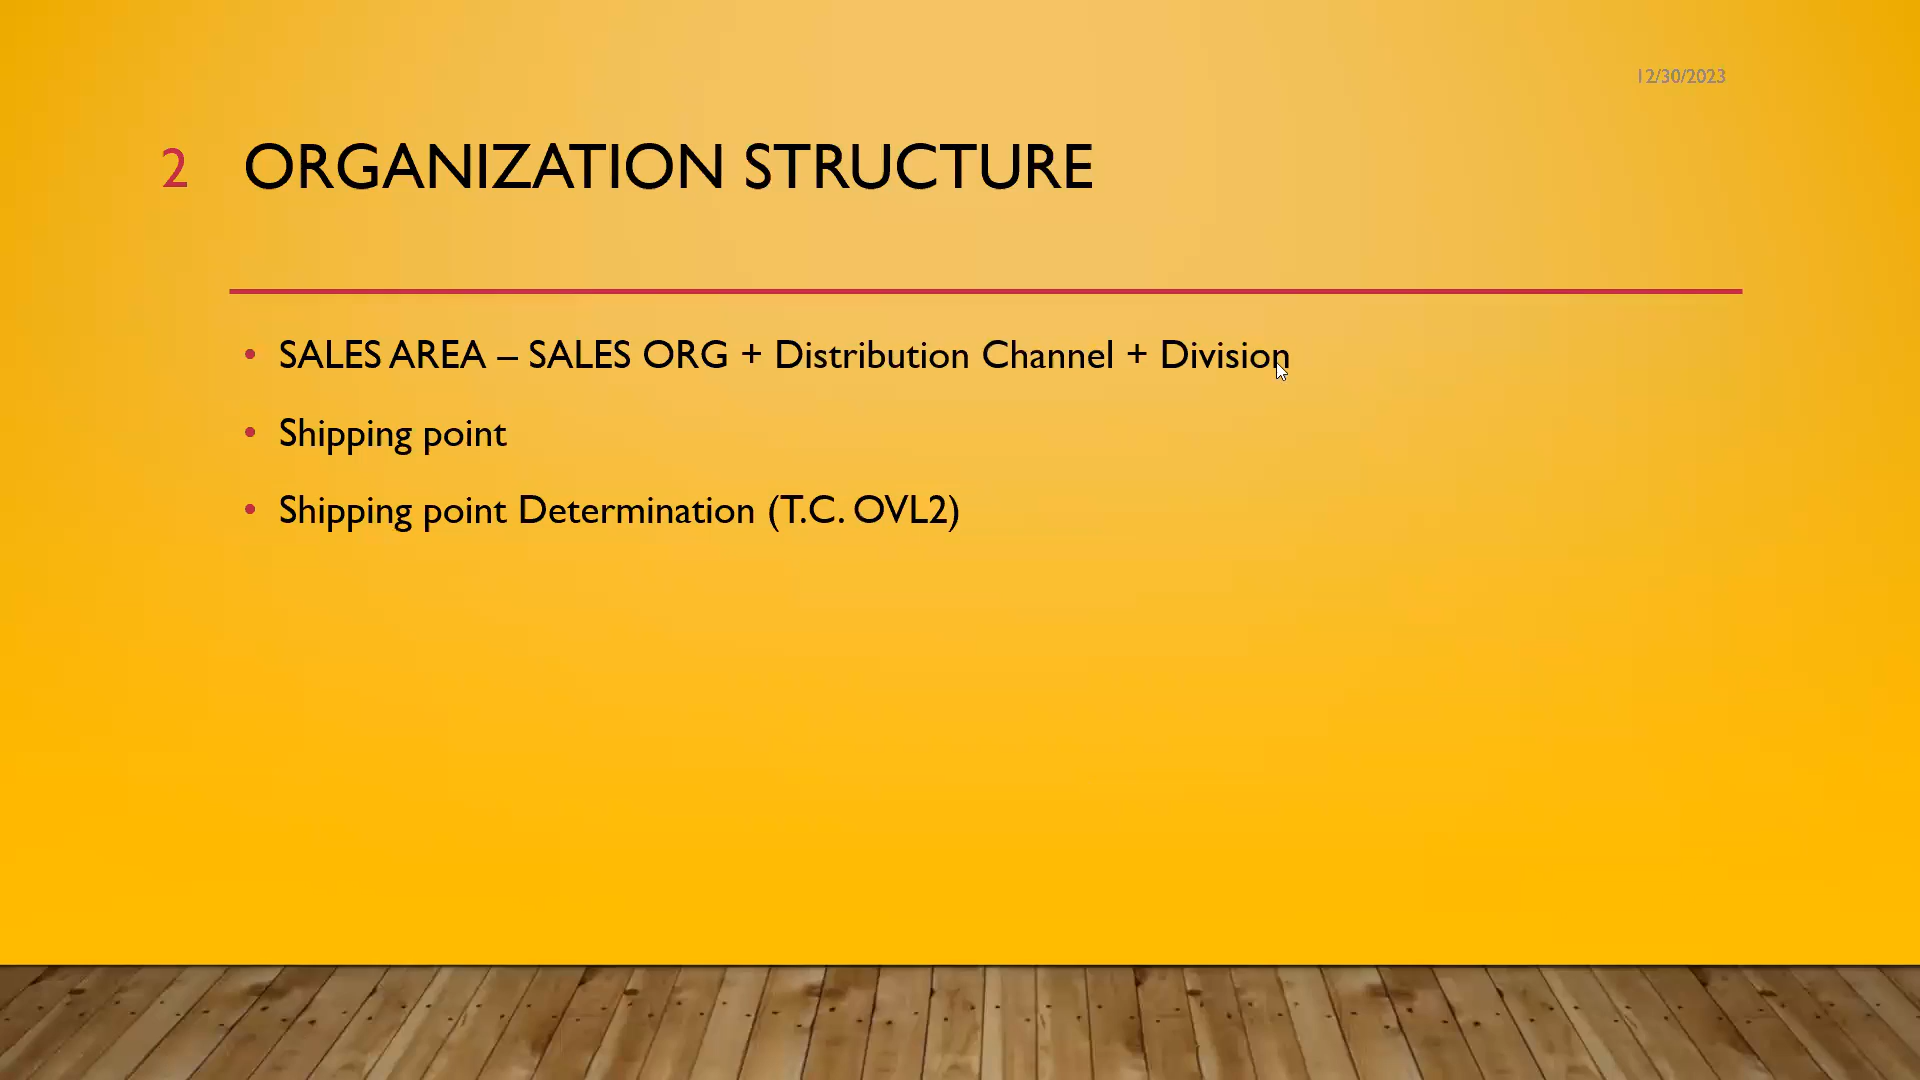 12/30/2023
2 ORGANIZATION STRUCTURE
• SALES AREA – SALES ORG + Distribution Channel + Division
• Shipping point
• Shipping point Determination (T.C. OVL2)